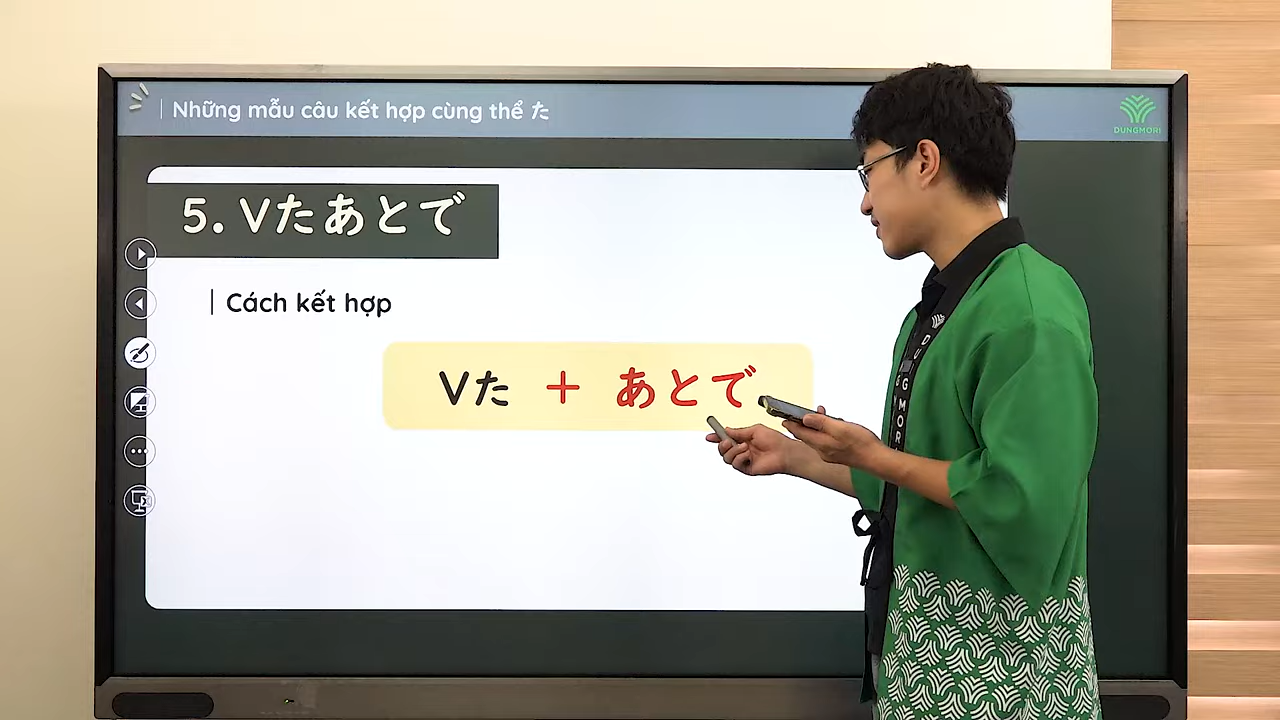 Những mẫu câu kết hợp cùng thể た
DUNGMORI
5. Vたあとで
Cách kết hợp
Vた + あとで